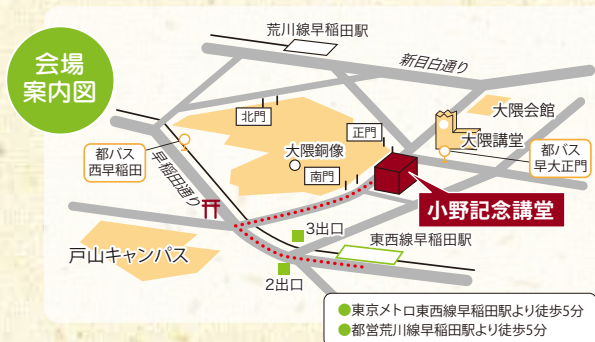 会場
案内図
荒川線早稲田駅
新目白通り
北門
正門
大隈会館
大隈講堂
大隈銅像
南門
都バス
西早稲田
早稲田通り
都バス
早大正門
小野記念講堂
3出口
東西線早稲田駅
戸山キャンパス
2出口
●東京メトロ東西線早稲田駅より徒歩5分
●都営荒川線早稲田駅より徒歩5分